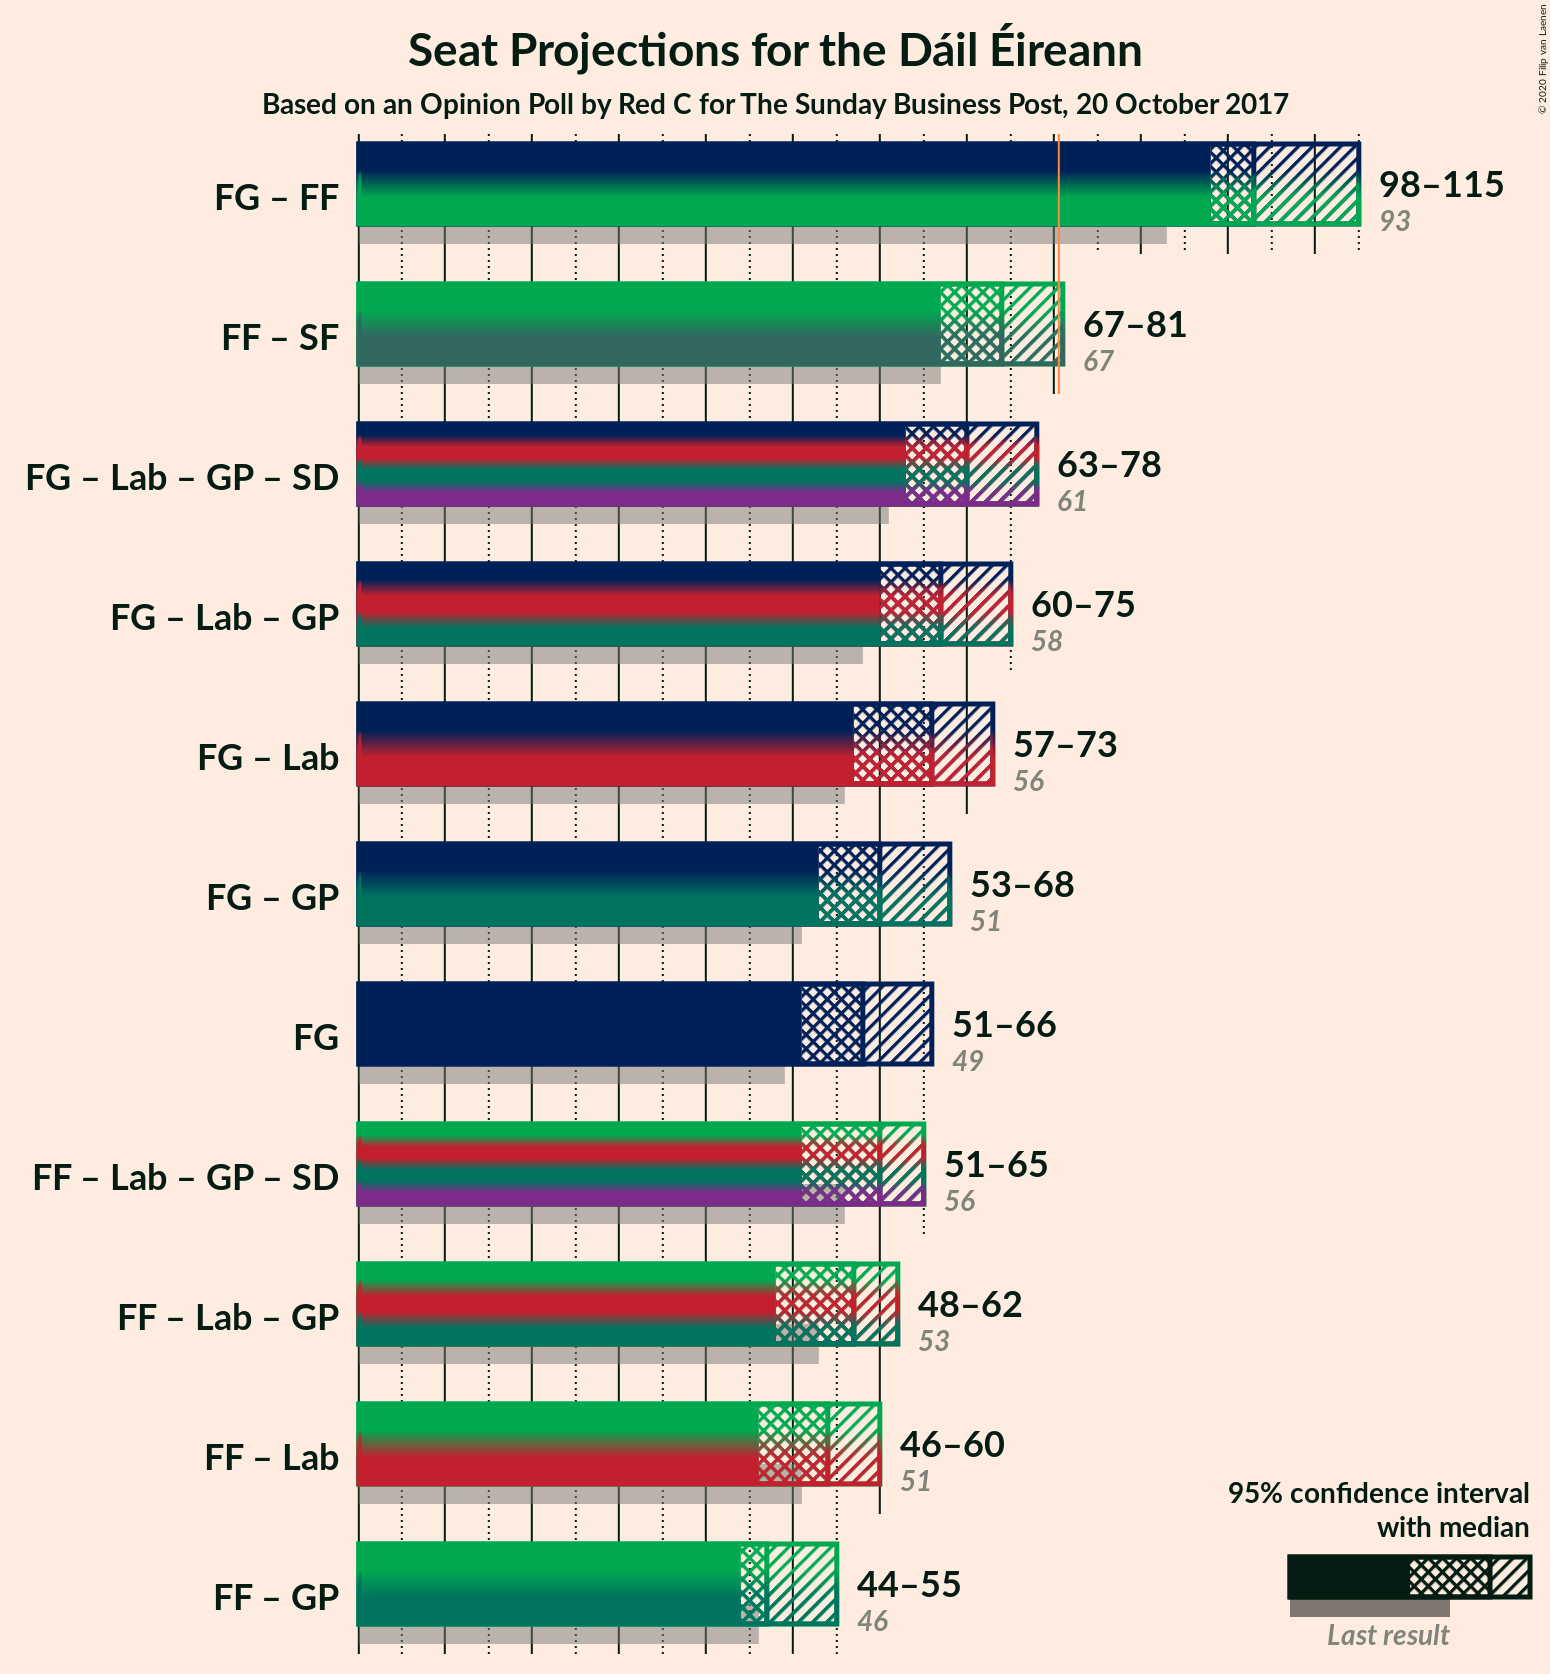 Seat Projections for the Dáil Éireann
Based on an Opinion Poll by Red C for The Sunday Business Post, 20 October 2017
© 2020 Filip van Laenen
FG – FF
98–115
93
FF – SF
67–81
67
FG – Lab – GP – SD
63–78
61
FG – Lab – GP
60–75
58
FG – Lab
57–73
56
FG – GP
53–68
51
FG
51–66
49
FF – Lab – GP – SD
51–65
56
FF – Lab – GP
48–62
53
FF – Lab
46–60
51
FF – GP
44–55
46
95% confidence interval
with median
Last result